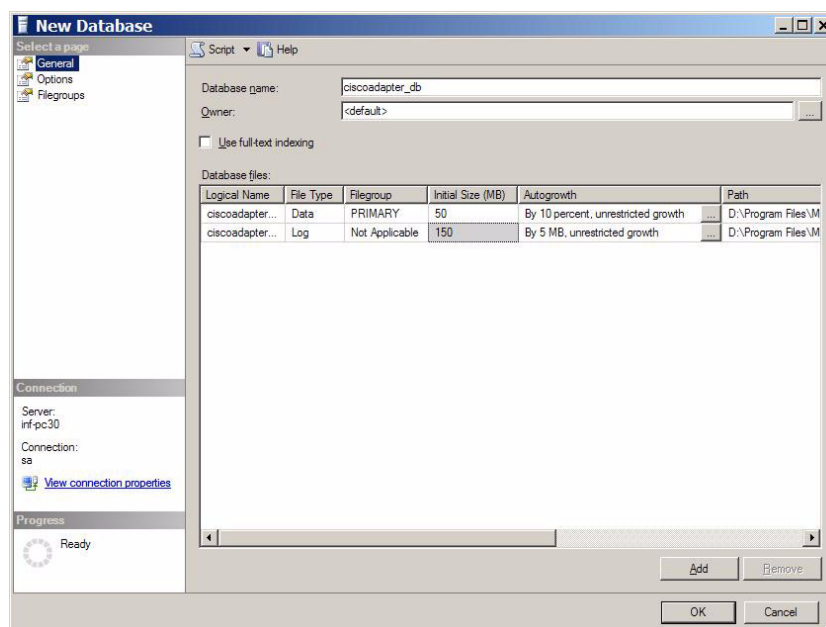 New Database
Select a page
General
Options
Filegroups
Script
Help
Database name:
ciscoadapter_db
Owner:
<default>
...
Use full-text indexing
Database files:
Logical Name File Type Filegroup Initial Size (MB) Autogrowth Path
ciscoadapter... Data PRIMARY 50 By 10 percent, unrestricted growth ... D:\Program Files\M
ciscoadapter... Log Not Applicable 150 By 5 MB, unrestricted growth ... D:\Program Files\M
Connection
Server:
inf-pc30
Connection:
sa
View connection properties
Progress
Ready
Add Remove
OK Cancel